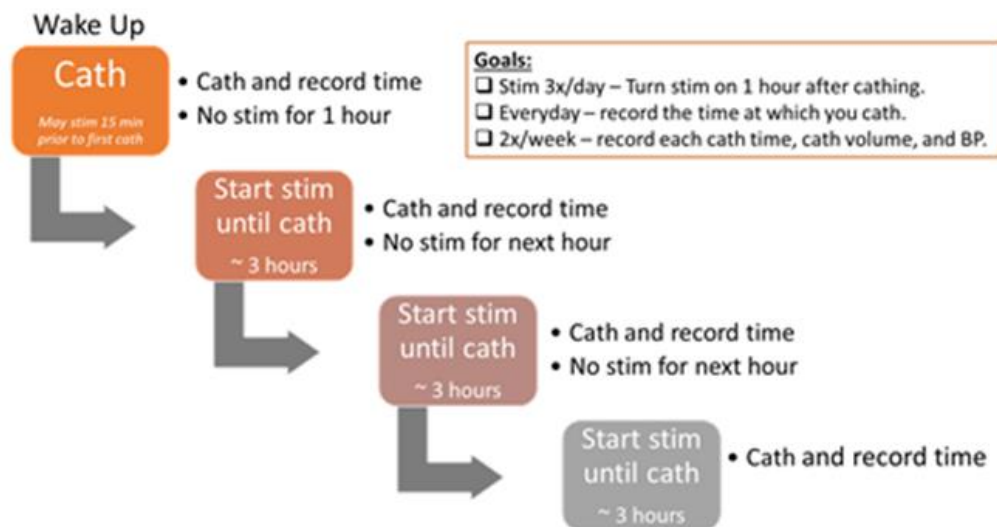 Wake Up
Cath
May stim 15 min
prior to first cath
• Cath and record time
• No stim for 1 hour
Goals:
❑ Stim 3x/day – Turn stim on 1 hour after cathing.
❑ Everyday – record the time at which you cath.
❑ 2x/week – record each cath time, cath volume, and BP.
Start stim
until cath
~ 3 hours
• Cath and record time
• No stim for next hour
Start stim
until cath
~ 3 hours
• Cath and record time
• No stim for next hour
Start stim
until cath
~ 3 hours
• Cath and record time